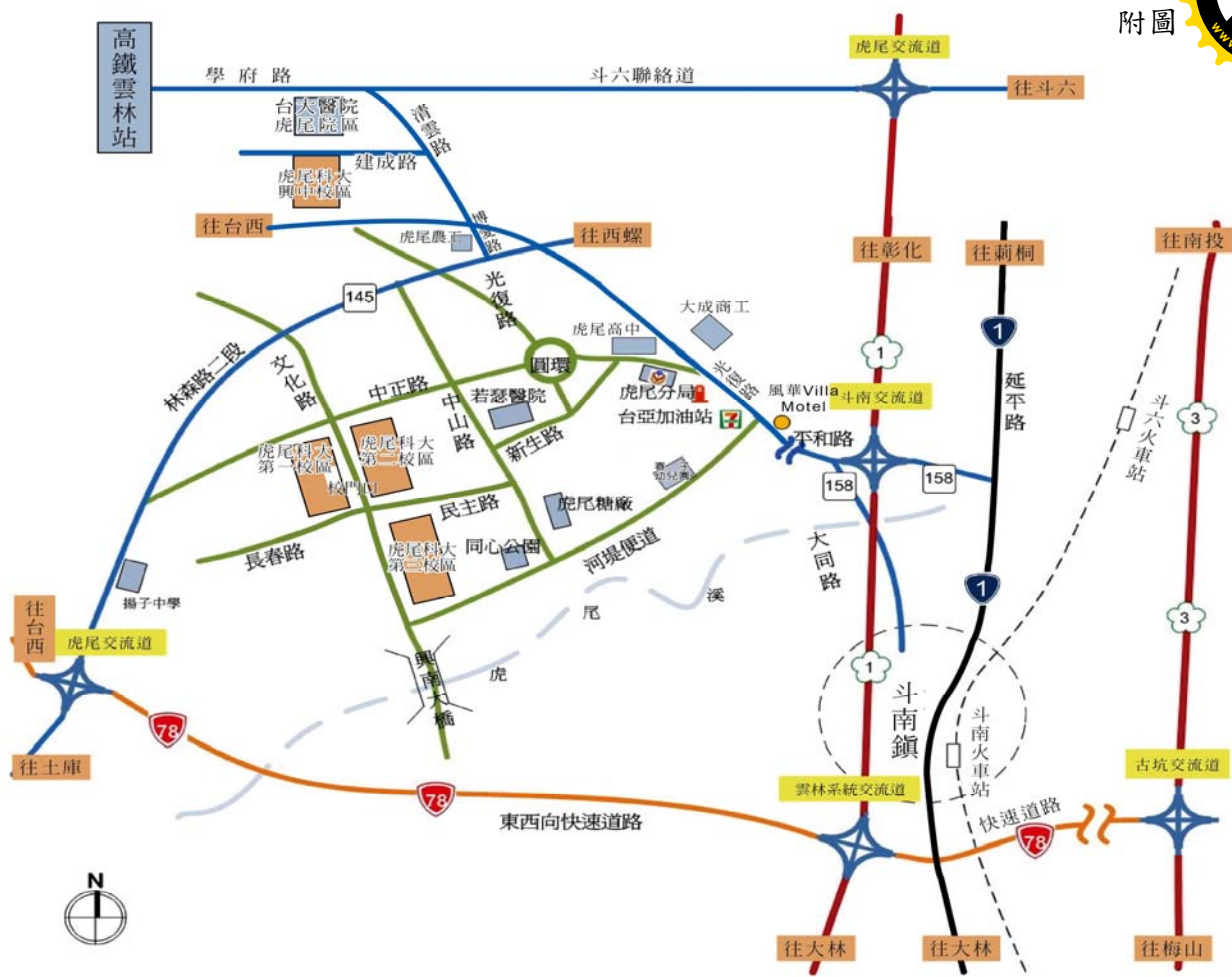 附圖
www
高鐵雲林站
學府路
斗六聯絡道
虎尾交流道
往斗六
台大醫院
虎尾院區
清雲路
建成路
虎尾科大
興中校區
往台西
虎尾農工
博愛路
往西螺
往彰化
往莿桐
往南投
145
光復路
大成商工
1
1
虎尾高中
圓環
林森路二段
文化路
中正路
中山路
若瑟醫院
虎尾分局
台亞加油站
7
光復路
風華Villa
Motel
斗南交流道
平和路
延平路
斗六火車站
3
新生路
虎尾科大
第一校區
校門口
虎尾科大
第二校區
158
158
幼兒園
民主路
虎尾糖廠
長春路
虎尾科大
第三校區
同心公園
河堤便道
大同路
1
揚子中學
虎尾溪
往台西
虎尾交流道
3
1
興南大橋
斗南鎮
斗南火車站
78
往土庫
78
雲林系統交流道
古坑交流道
東西向快速道路
快速道路
78
N
往大林
往大林
往梅山